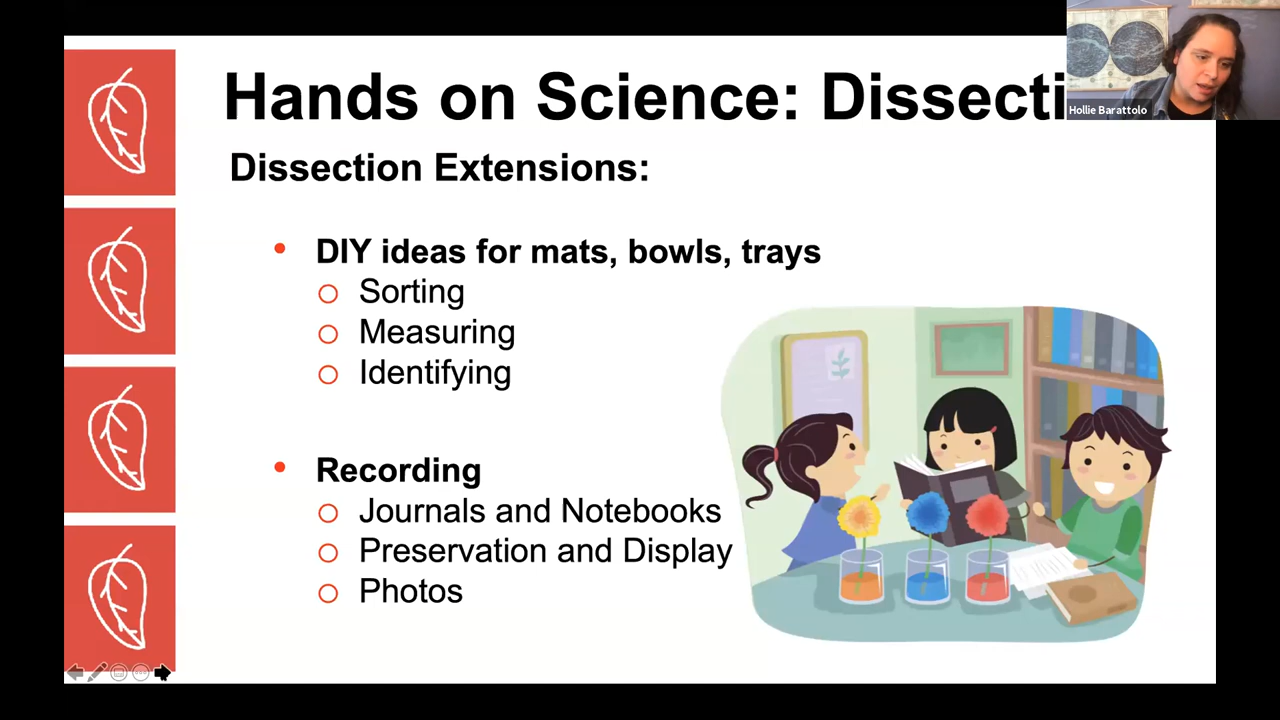 Hands on Science: Dissecti
Hollie Barattolo
Dissection Extensions:
• DIY ideas for mats, bowls, trays
o Sorting
o Measuring
o Identifying
• Recording
o Journals and Notebooks
o Preservation and Display
o Photos